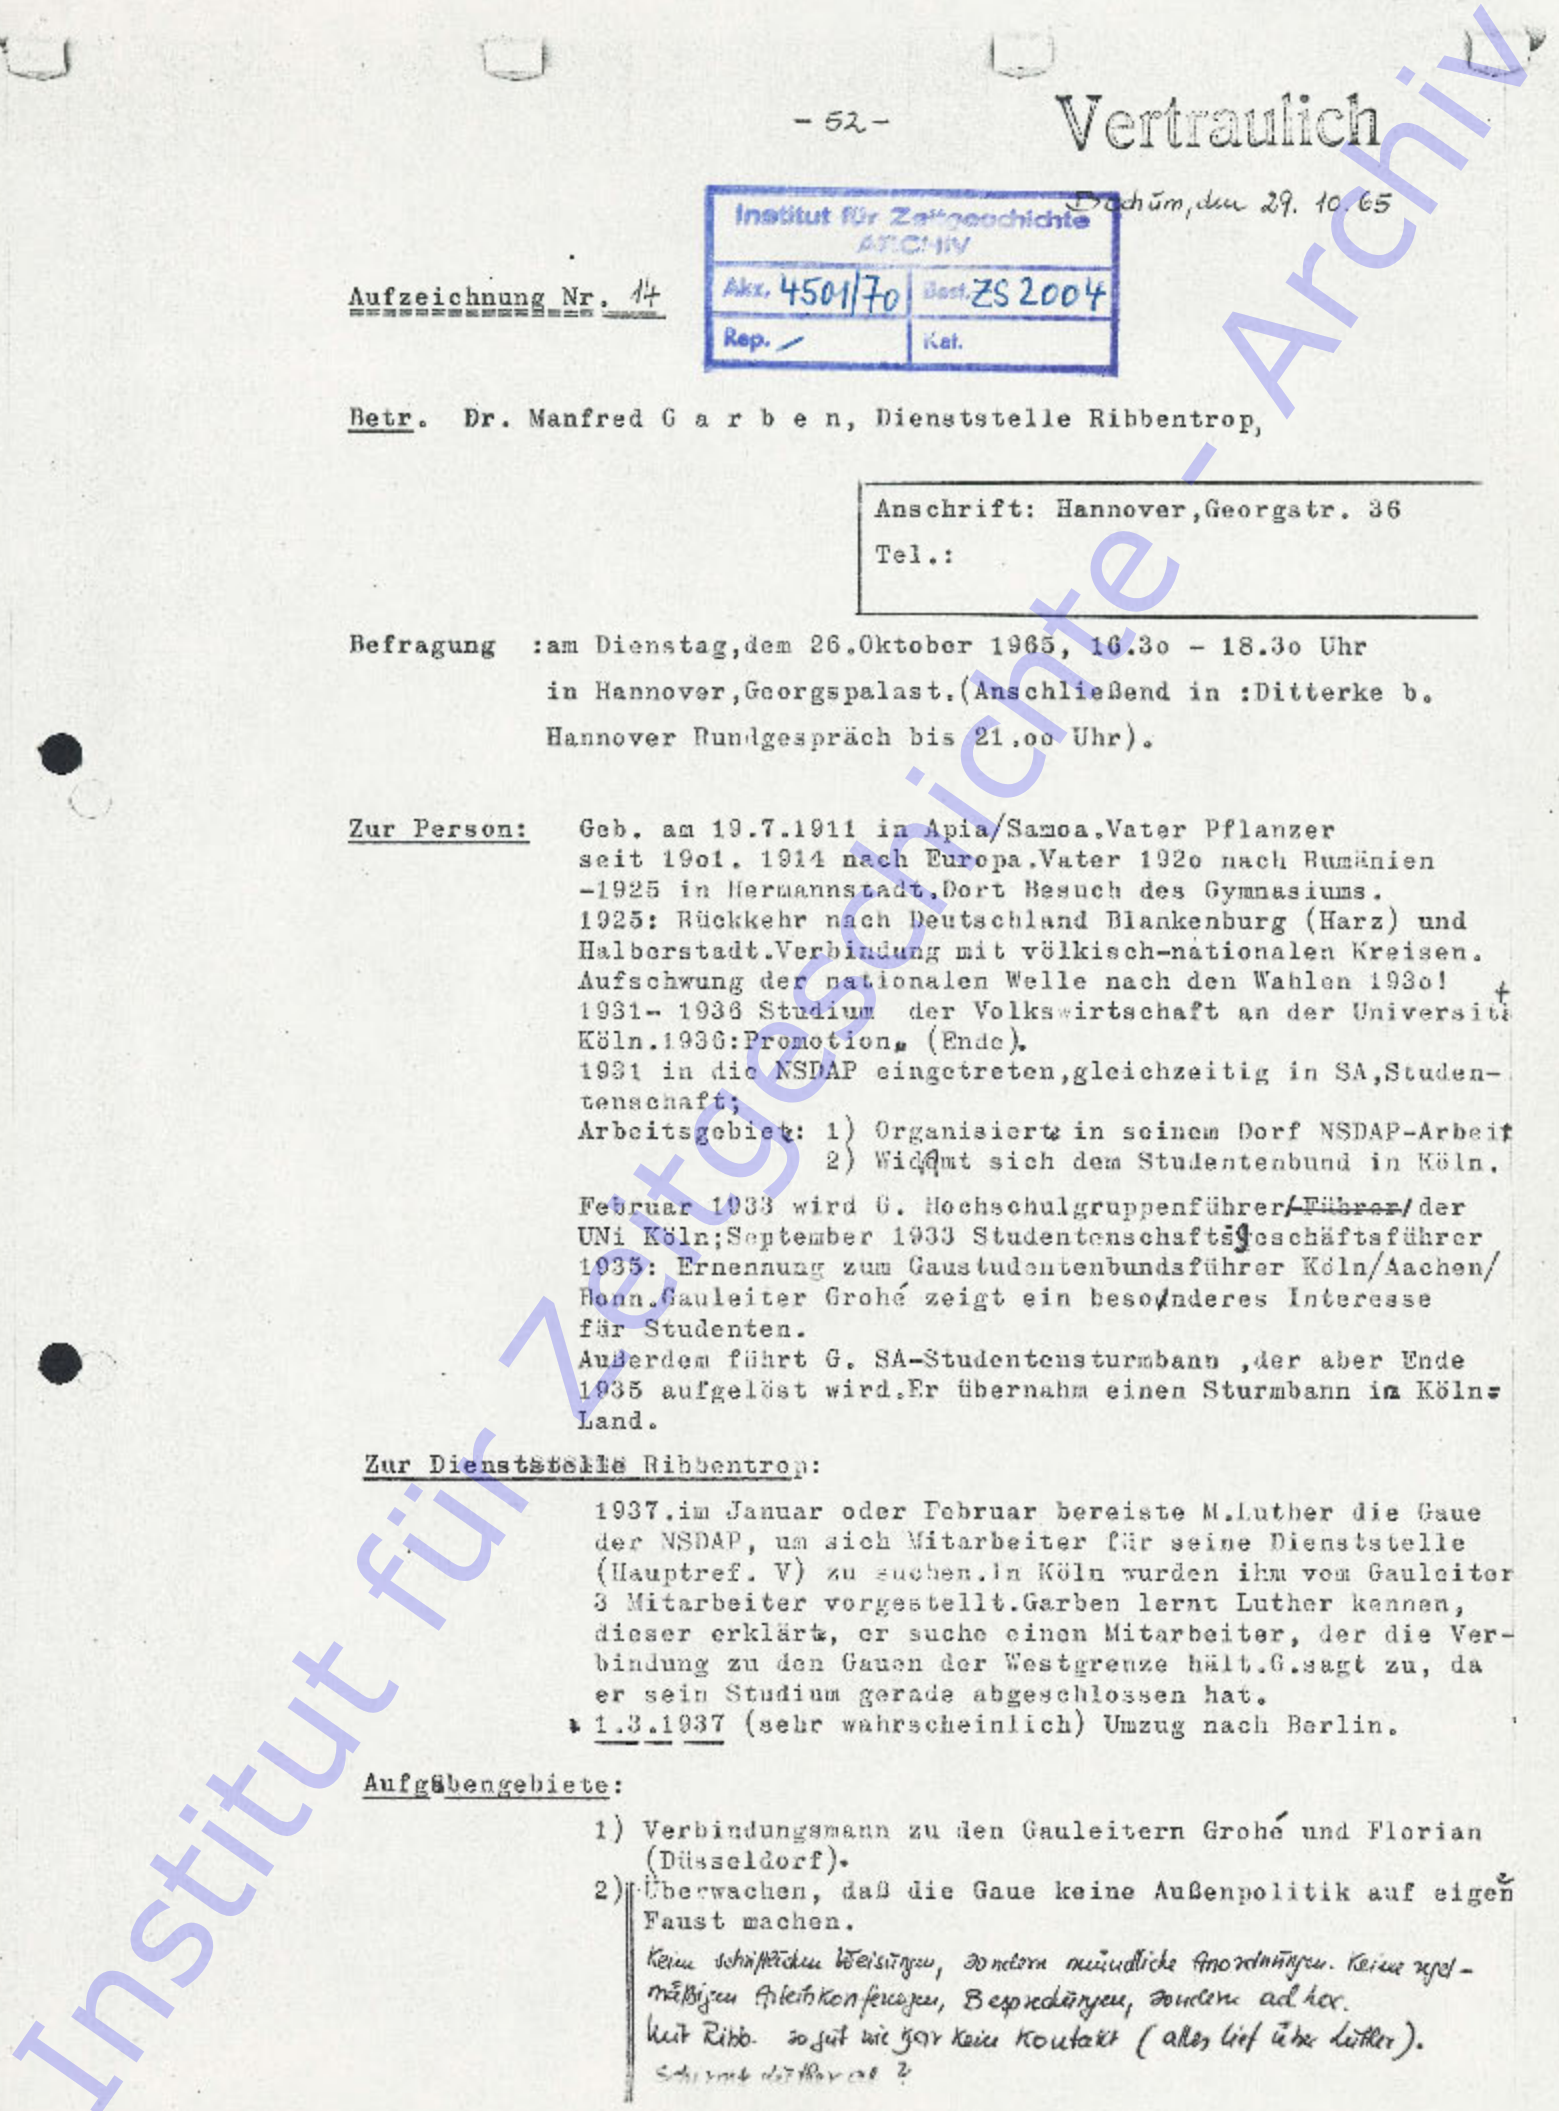 - 52 -
Vertraulich
Bochum, den 29. 10. 65
Institut für Zeitgeschichte
ARCHIV
Akz. 4501/70 Best. ZS 2004
Rep. / Kat.
Aufzeichnung Nr. 14
Betr. Dr. Manfred G a r b e n, Dienststelle Ribbentrop,
Anschrift: Hannover,Georgstr. 36
Tel.:
Befragung :am Dienstag,dem 26.Oktober 1965, 16.3o - 18.3o Uhr
in Hannover,Georgspalast.(Anschließend in :Ditterke b.
Hannover Rundgespräch bis 21.oo Uhr).
Zur Person: Geb. am 19.7.1911 in Apia/Samoa.Vater Pflanzer
seit 19o1. 1914 nach Europa.Vater 192o nach Rumänien
-1925 in Hermannstadt.Dort Besuch des Gymnasiums.
1925: Rückkehr nach Deutschland Blankenburg (Harz) und
Halberstadt.Verbindung mit völkisch-nationalen Kreisen.
Aufschwung der nationalen Welle nach den Wahlen 193o!
1931- 1936 Studium der Volkswirtschaft an der Universität
Köln.1936:Promotion. (Ende).
1931 in die NSDAP eingetreten,gleichzeitig in SA,Studen-
tenschaft;
Arbeitsgebiet: 1) Organisiert in seinem Dorf NSDAP-Arbeit
2) Widmt sich dem Studentenbund in Köln.
Februar 1933 wird G. Hochschulgruppenführer/-Führer/der
UNi Köln;September 1933 Studentenschaftsgeschäftsführer
1935: Ernennung zum Gaustudentenbundsführer Köln/Aachen/
Bonn.Gauleiter Grohé zeigt ein besonderes Interesse
für Studenten.
Außerdem führt G. SA-Studentensturmbann ,der aber Ende
1935 aufgelöst wird.Er übernahm einen Sturmbann in Köln=
Land.
Zur Dienststelle Ribbentrop:
1937.im Januar oder Februar bereiste M.Luther die Gaue
der NSDAP, um sich Mitarbeiter für seine Dienststelle
(Hauptref. V) zu suchen.In Köln wurden ihm vom Gauleiter
3 Mitarbeiter vorgestellt.Garben lernt Luther kennen,
dieser erklärt, er suche einen Mitarbeiter, der die Ver-
bindung zu den Gauen der Westgrenze hält.G.sagt zu, da
er sein Studium gerade abgeschlossen hat.
1.3.1937 (sehr wahrscheinlich) Umzug nach Berlin.
Aufgabengebiete:
1) Verbindungsmann zu den Gauleitern Grohé und Florian
(Düsseldorf).
2) Überwachen, daß die Gaue keine Außenpolitik auf eigen
Faust machen.
Keine schriftlichen Weisungen, sondern mündliche Anordnungen. Keine regel-
mäßigen Arbeitskonferenzen, Besprechungen, sondern ad hoc.
Mit Ribb. so gut wie gar kein Kontakt (alles lief über Luther).
Schirmt Luther ab ?
Institut für Zeitgeschichte - Archiv